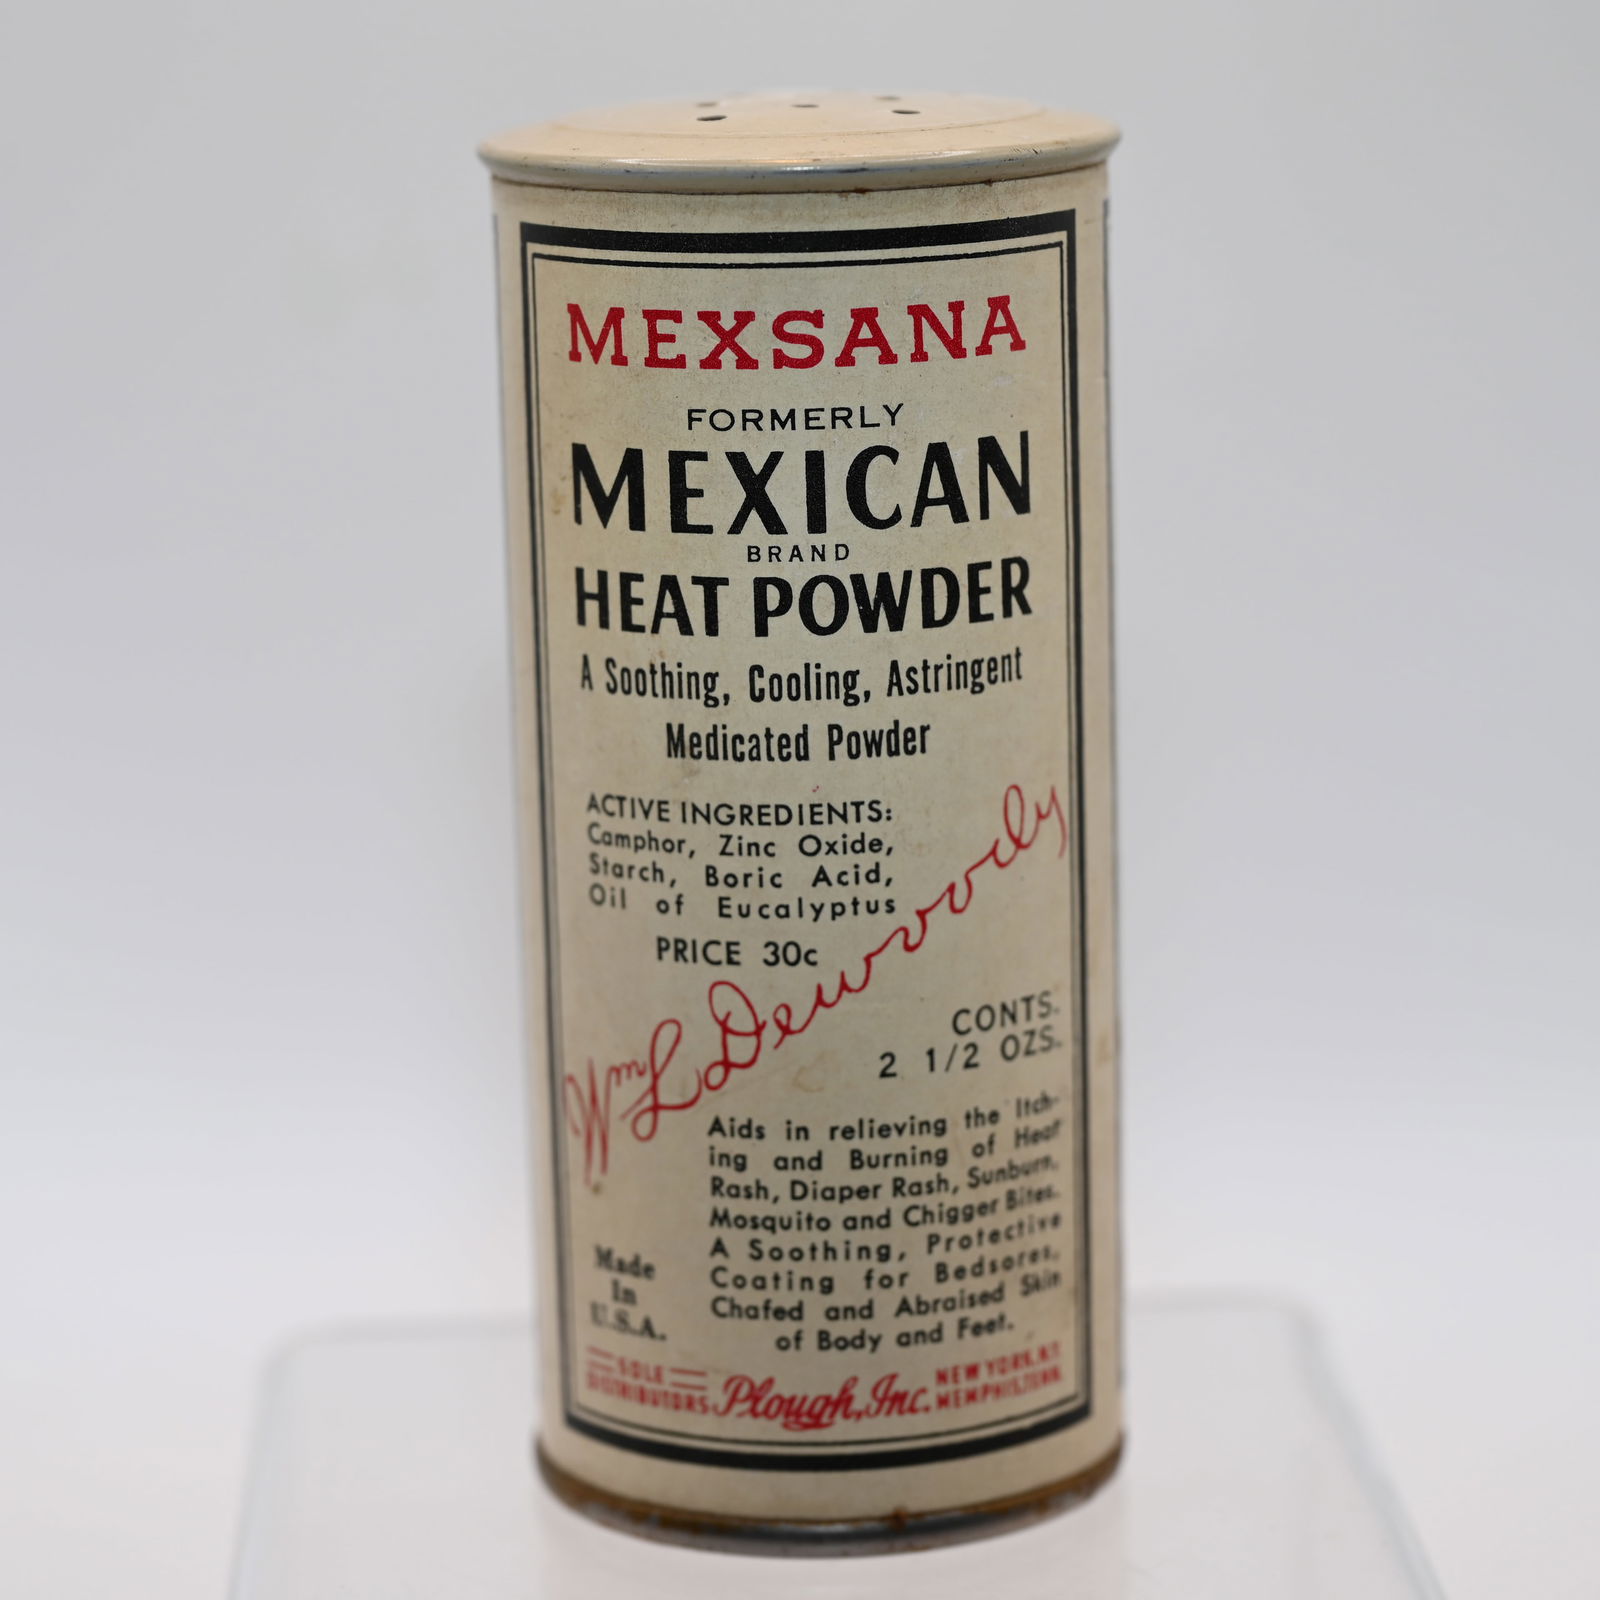 MEXSANA
FORMERLY
MEXICAN
BRAND
HEAT POWDER
A Soothing, Cooling, Astringent
Medicated Powder
ACTIVE INGREDIENTS:
Camphor, Zinc Oxide,
Starch, Boric Acid,
Oil of Eucalyptus
PRICE 30c
Wm L Dewoody
CONTS.
2 1/2 OZS.
Aids in relieving the Itch-
ing and Burning of Heat
Rash, Diaper Rash, Sunburn,
Mosquito and Chigger Bites.
A Soothing, Protective
Coating for Bedsores,
Chafed and Abraised Skin
of Body and Feet.
Made
In
U.S.A.
SOLE
DISTRIBUTORS
Plough, Inc.
NEW YORK, N.Y.
MEMPHIS, TENN.